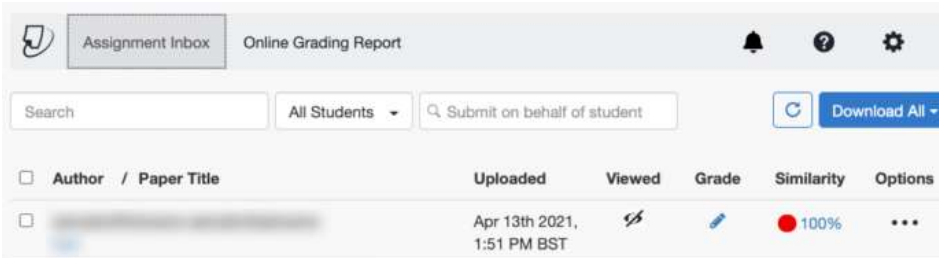 Assignment Inbox Online Grading Report
Search All Students Submit on behalf of student Download All
Author / Paper Title Uploaded Viewed Grade Similarity Options
Apr 13th 2021, 100%
1:51 PM BST